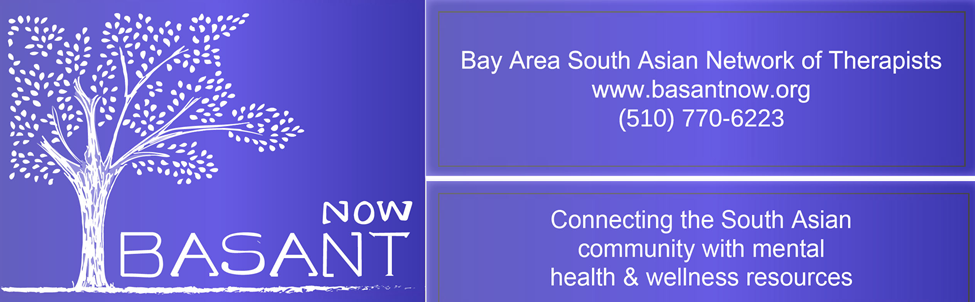 NOW
BASANT
Bay Area South Asian Network of Therapists
www.basantnow.org
(510) 770-6223
Connecting the South Asian
community with mental
health & wellness resources